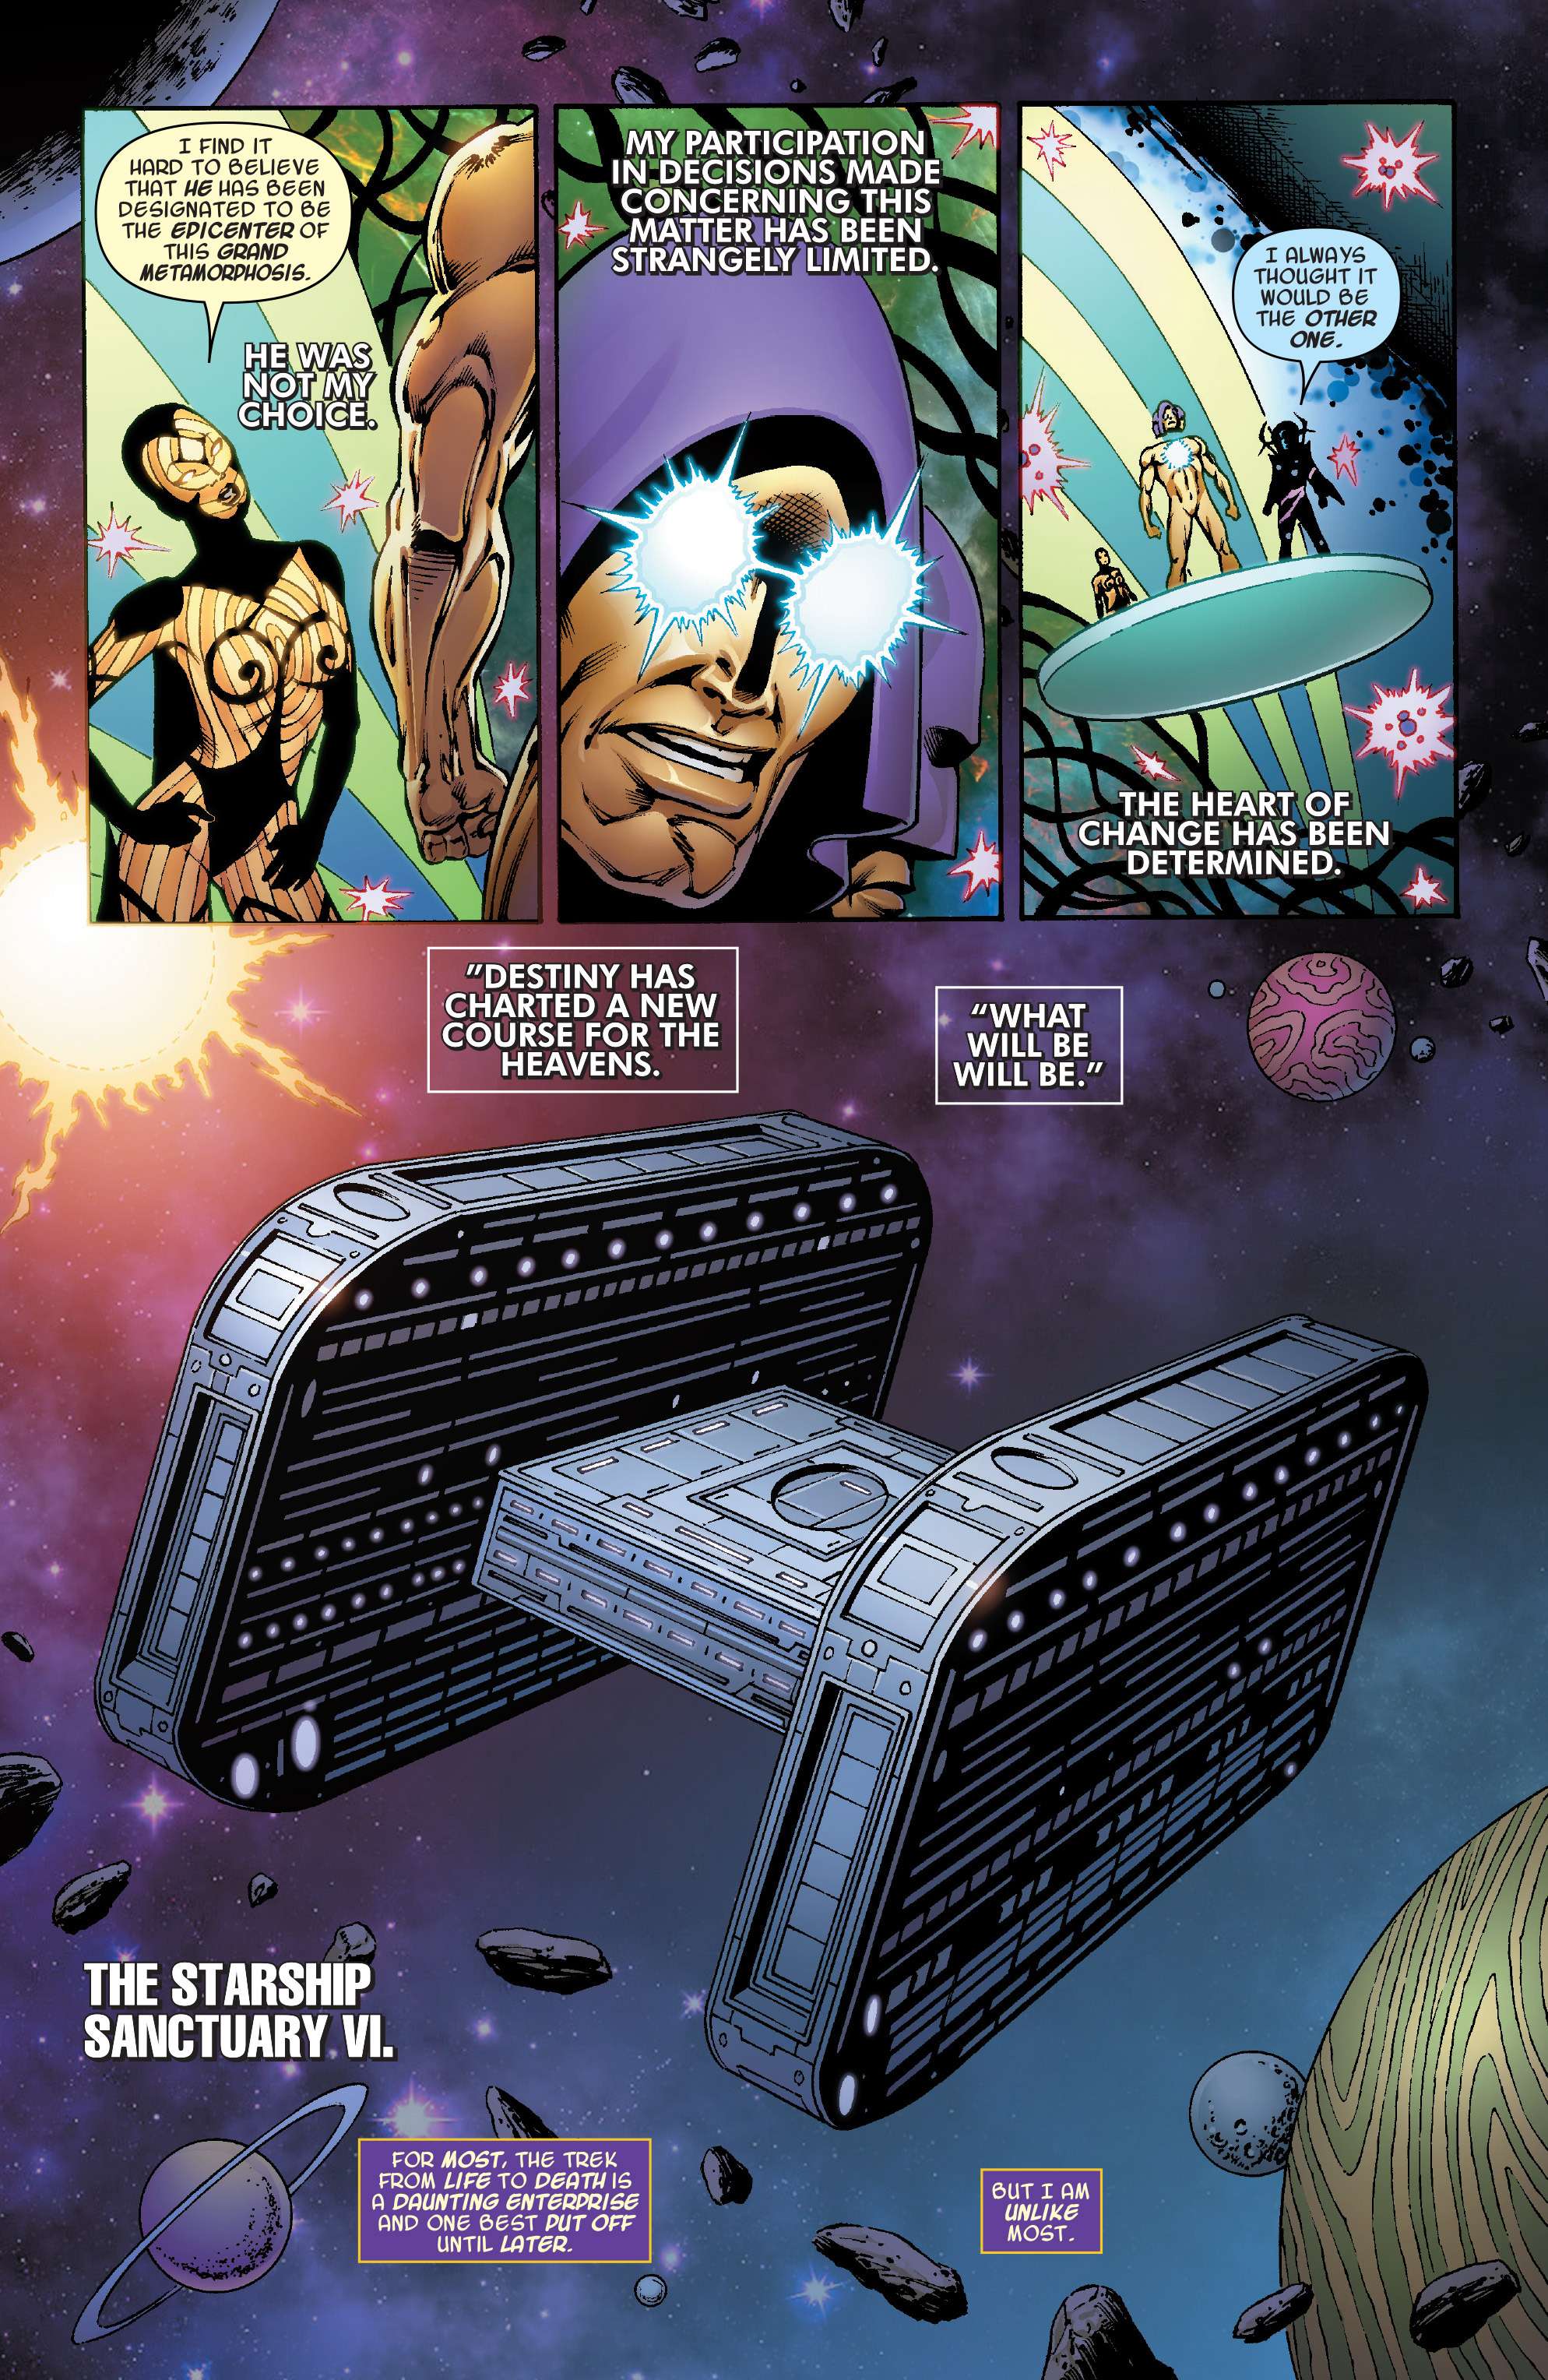 I FIND IT
HARD TO BELIEVE
THAT HE HAS BEEN
DESIGNATED TO BE
THE EPICENTER OF
THIS GRAND
METAMORPHOSIS.
HE WAS
NOT MY
CHOICE.
MY PARTICIPATION
IN DECISIONS MADE
CONCERNING THIS
MATTER HAS BEEN
STRANGELY LIMITED.
I ALWAYS
THOUGHT IT
WOULD BE
THE OTHER
ONE.
THE HEART OF
CHANGE HAS BEEN
DETERMINED.
"DESTINY HAS
CHARTED A NEW
COURSE FOR THE
HEAVENS.
"WHAT
WILL BE
WILL BE."
THE STARSHIP
SANCTUARY VI.
FOR MOST, THE TREK
FROM LIFE TO DEATH IS
A DAUNTING ENTERPRISE
AND ONE BEST PUT OFF
UNTIL LATER.
BUT I AM
UNLIKE
MOST.